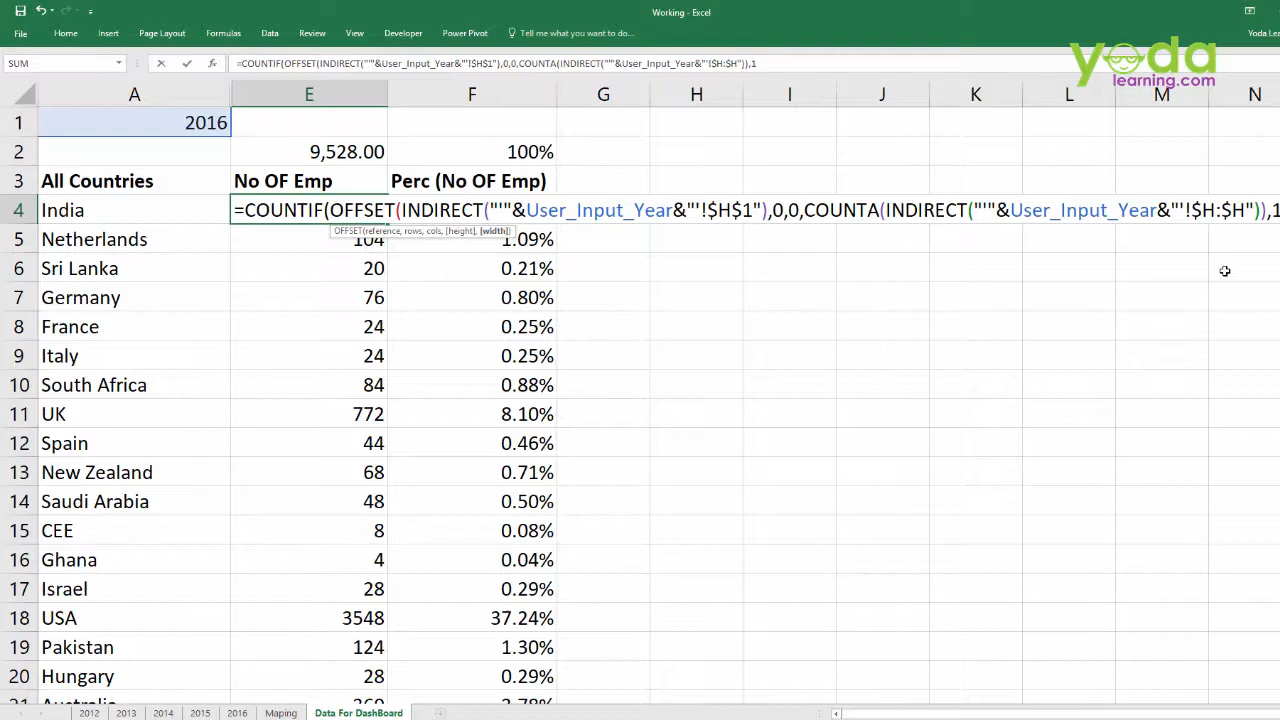 Working - Excel
File Home Insert Page Layout Formulas Data Review View Developer Power Pivot Tell me what you want to do... Yoda Le
yoda
learning.com
SUM =COUNTIF(OFFSET(INDIRECT("'"&User_Input_Year&"'!$H$1"),0,0,COUNTA(INDIRECT("'"&User_Input_Year&"'!$H:$H")),1
A E F G H I J K L M N
1 2016
2 9,528.00 100%
3 All Countries No OF Emp Perc (No OF Emp)
4 India =COUNTIF(OFFSET(INDIRECT("'"&User_Input_Year&"'!$H$1"),0,0,COUNTA(INDIRECT("'"&User_Input_Year&"'!$H:$H")),1
OFFSET(reference, rows, cols, [height], [width])
5 Netherlands 104 1.09%
6 Sri Lanka 20 0.21%
7 Germany 76 0.80%
8 France 24 0.25%
9 Italy 24 0.25%
10 South Africa 84 0.88%
11 UK 772 8.10%
12 Spain 44 0.46%
13 New Zealand 68 0.71%
14 Saudi Arabia 48 0.50%
15 CEE 8 0.08%
16 Ghana 4 0.04%
17 Israel 28 0.29%
18 USA 3548 37.24%
19 Pakistan 124 1.30%
20 Hungary 28 0.29%
21 Australia 360 3.78%
2012 2013 2014 2015 2016 Maping Data For DashBoard